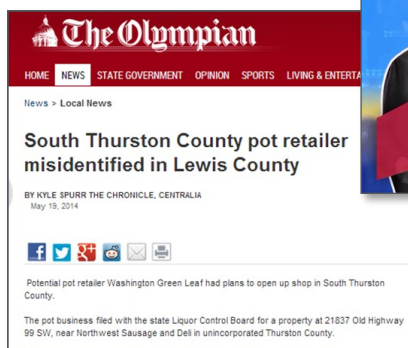 The Olympian
HOME NEWS STATE GOVERNMENT OPINION SPORTS LIVING & ENTERTA
News > Local News
South Thurston County pot retailer
misidentified in Lewis County
BY KYLE SPURR THE CHRONICLE, CENTRALIA
May 19, 2014
Potential pot retailer Washington Green Leaf had plans to open up shop in South Thurston
County.
The pot business filed with the state Liquor Control Board for a property at 21837 Old Highway
99 SW, near Northwest Sausage and Deli in unincorporated Thurston County.